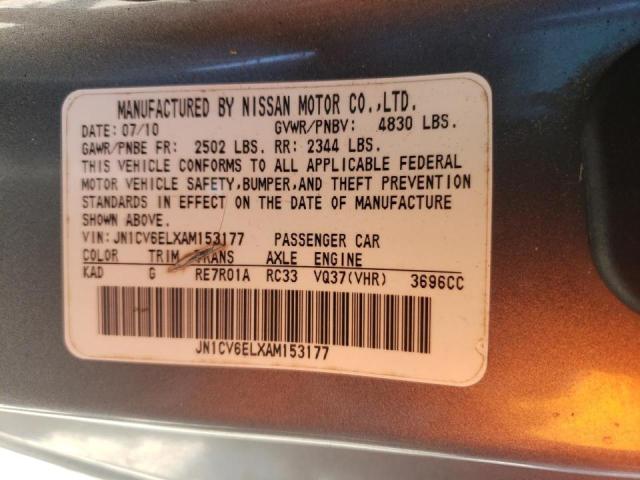 MANUFACTURED BY NISSAN MOTOR CO.,LTD.
DATE: 07/10 GVWR/PNBV: 4830 LBS.
GAWR/PNBE FR: 2502 LBS. RR: 2344 LBS.
THIS VEHICLE CONFORMS TO ALL APPLICABLE FEDERAL
MOTOR VEHICLE SAFETY,BUMPER,AND THEFT PREVENTION
STANDARDS IN EFFECT ON THE DATE OF MANUFACTURE
SHOWN ABOVE.
VIN: JN1CV6ELXAM153177 PASSENGER CAR
COLOR TRIM TRANS AXLE ENGINE
KAD G RE7R01A RC33 VQ37(VHR) 3696CC
JN1CV6ELXAM153177